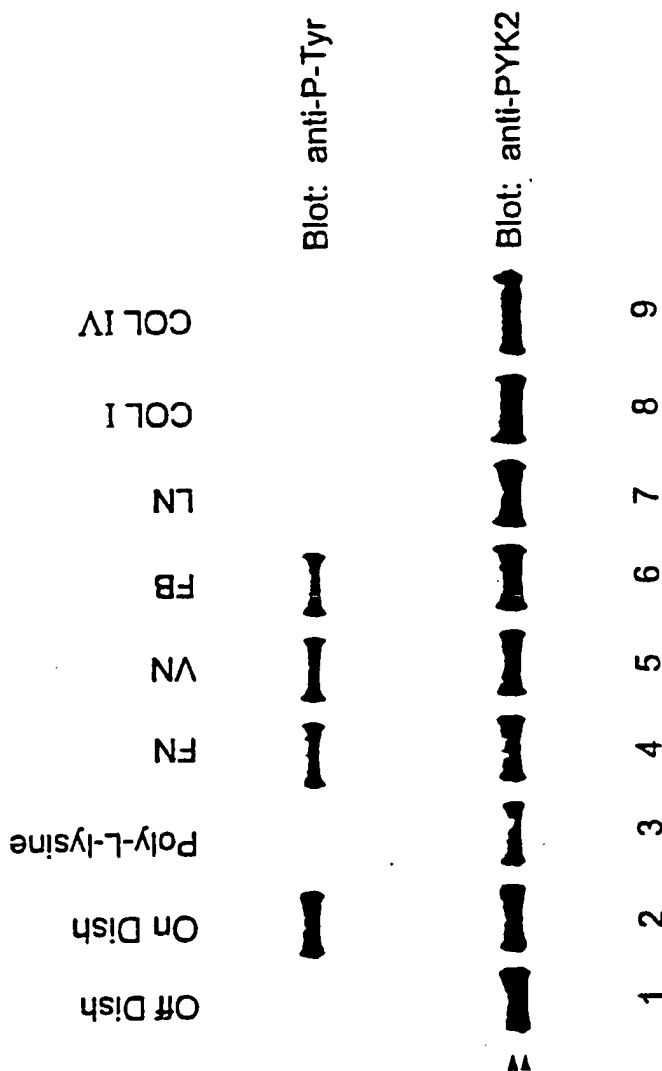 Off Dish
On Dish
Poly-L-lysine
FN
VN
FB
LN
COL I
COL IV
Blot: anti-P-Tyr
Blot: anti-PYK2
1 2 3 4 5 6 7 8 9